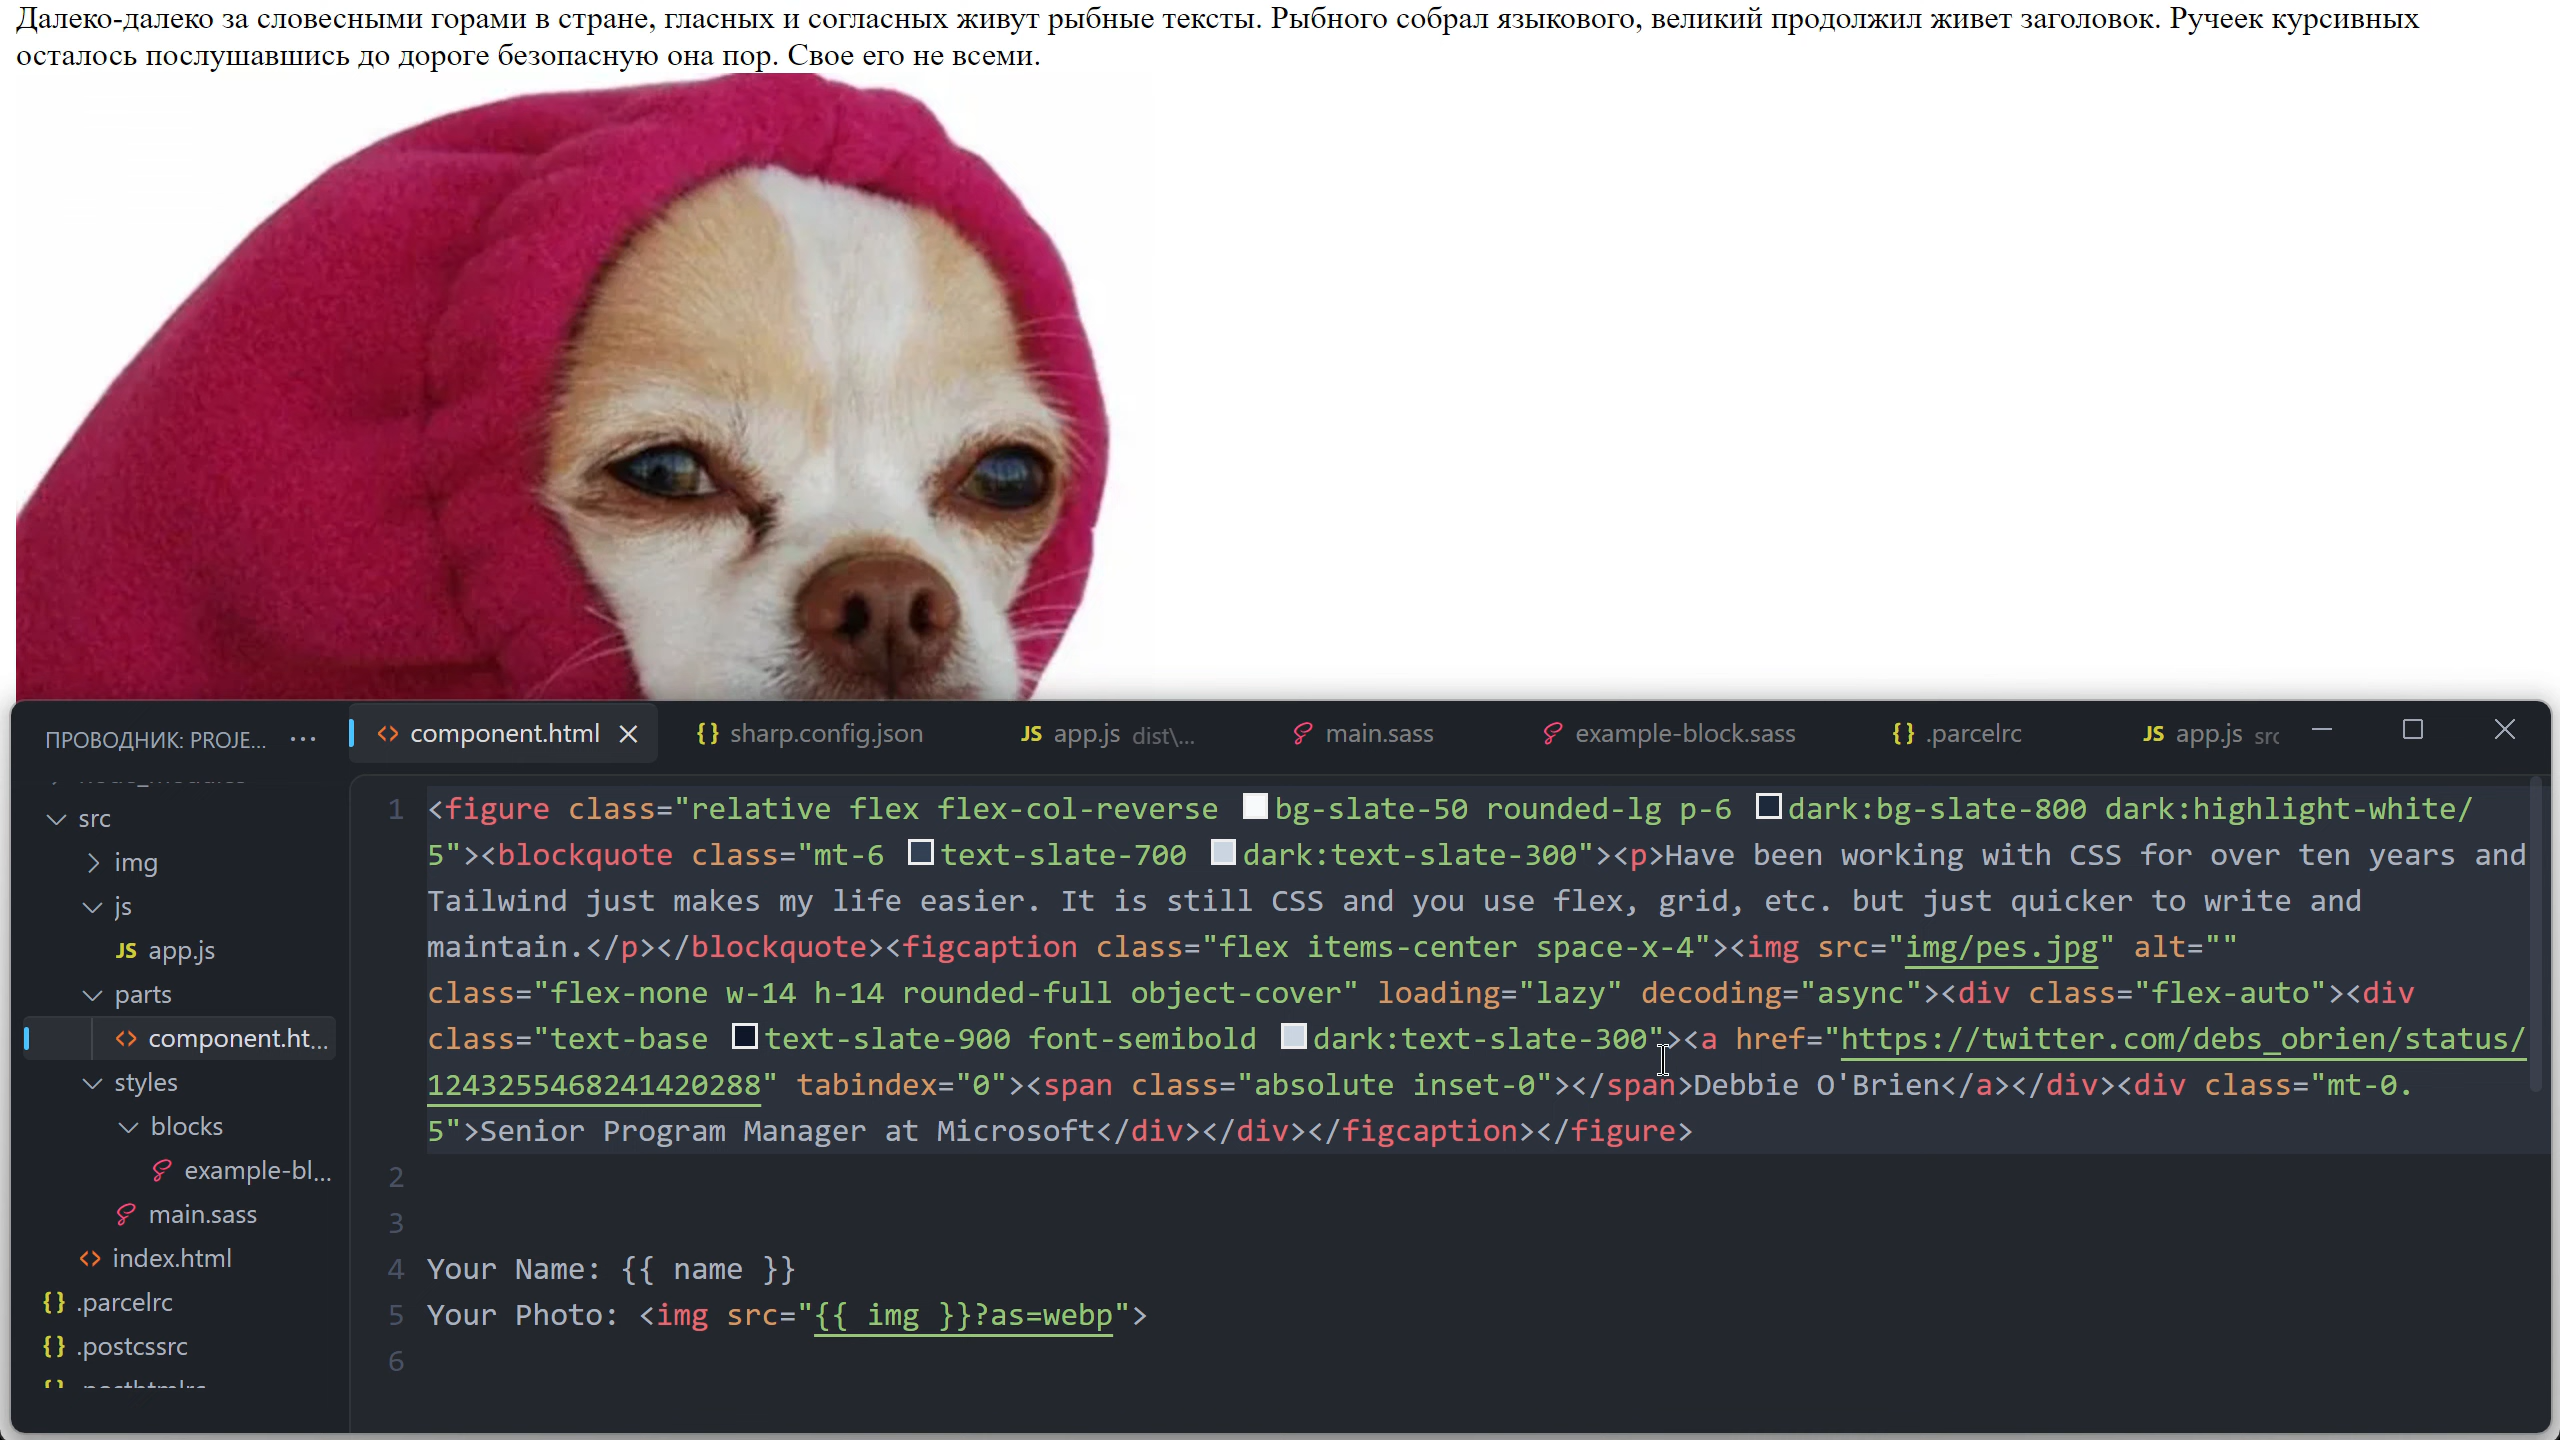 Далеко-далеко за словесными горами в стране, гласных и согласных живут рыбные тексты. Рыбного собрал языкового, великий продолжил живет заголовок. Ручеек курсивных
осталось послушавшись до дороге безопасную она пор. Свое его не всеми.
ПРОВОДНИК: PROJE...
component.html
{} sharp.config.json
JS app.js dist\...
main.sass
example-block.sass
{} .parcelrc
JS app.js src
src
img
js
JS app.js
parts
component.ht...
styles
blocks
example-bl...
main.sass
index.html
{} .parcelrc
{} .postcssrc
1 <figure class="relative flex flex-col-reverse bg-slate-50 rounded-lg p-6 dark:bg-slate-800 dark:highlight-white/
5"><blockquote class="mt-6 text-slate-700 dark:text-slate-300"><p>Have been working with CSS for over ten years and
Tailwind just makes my life easier. It is still CSS and you use flex, grid, etc. but just quicker to write and
maintain.</p></blockquote><figcaption class="flex items-center space-x-4"><img src="img/pes.jpg" alt=""
class="flex-none w-14 h-14 rounded-full object-cover" loading="lazy" decoding="async"><div class="flex-auto"><div
class="text-base text-slate-900 font-semibold dark:text-slate-300"><a href="https://twitter.com/debs_obrien/status/
1243255468241420288" tabindex="0"><span class="absolute inset-0"></span>Debbie O'Brien</a></div><div class="mt-0.
5">Senior Program Manager at Microsoft</div></div></figcaption></figure>
2
3
4 Your Name: {{ name }}
5 Your Photo: <img src="{{ img }}?as=webp">
6